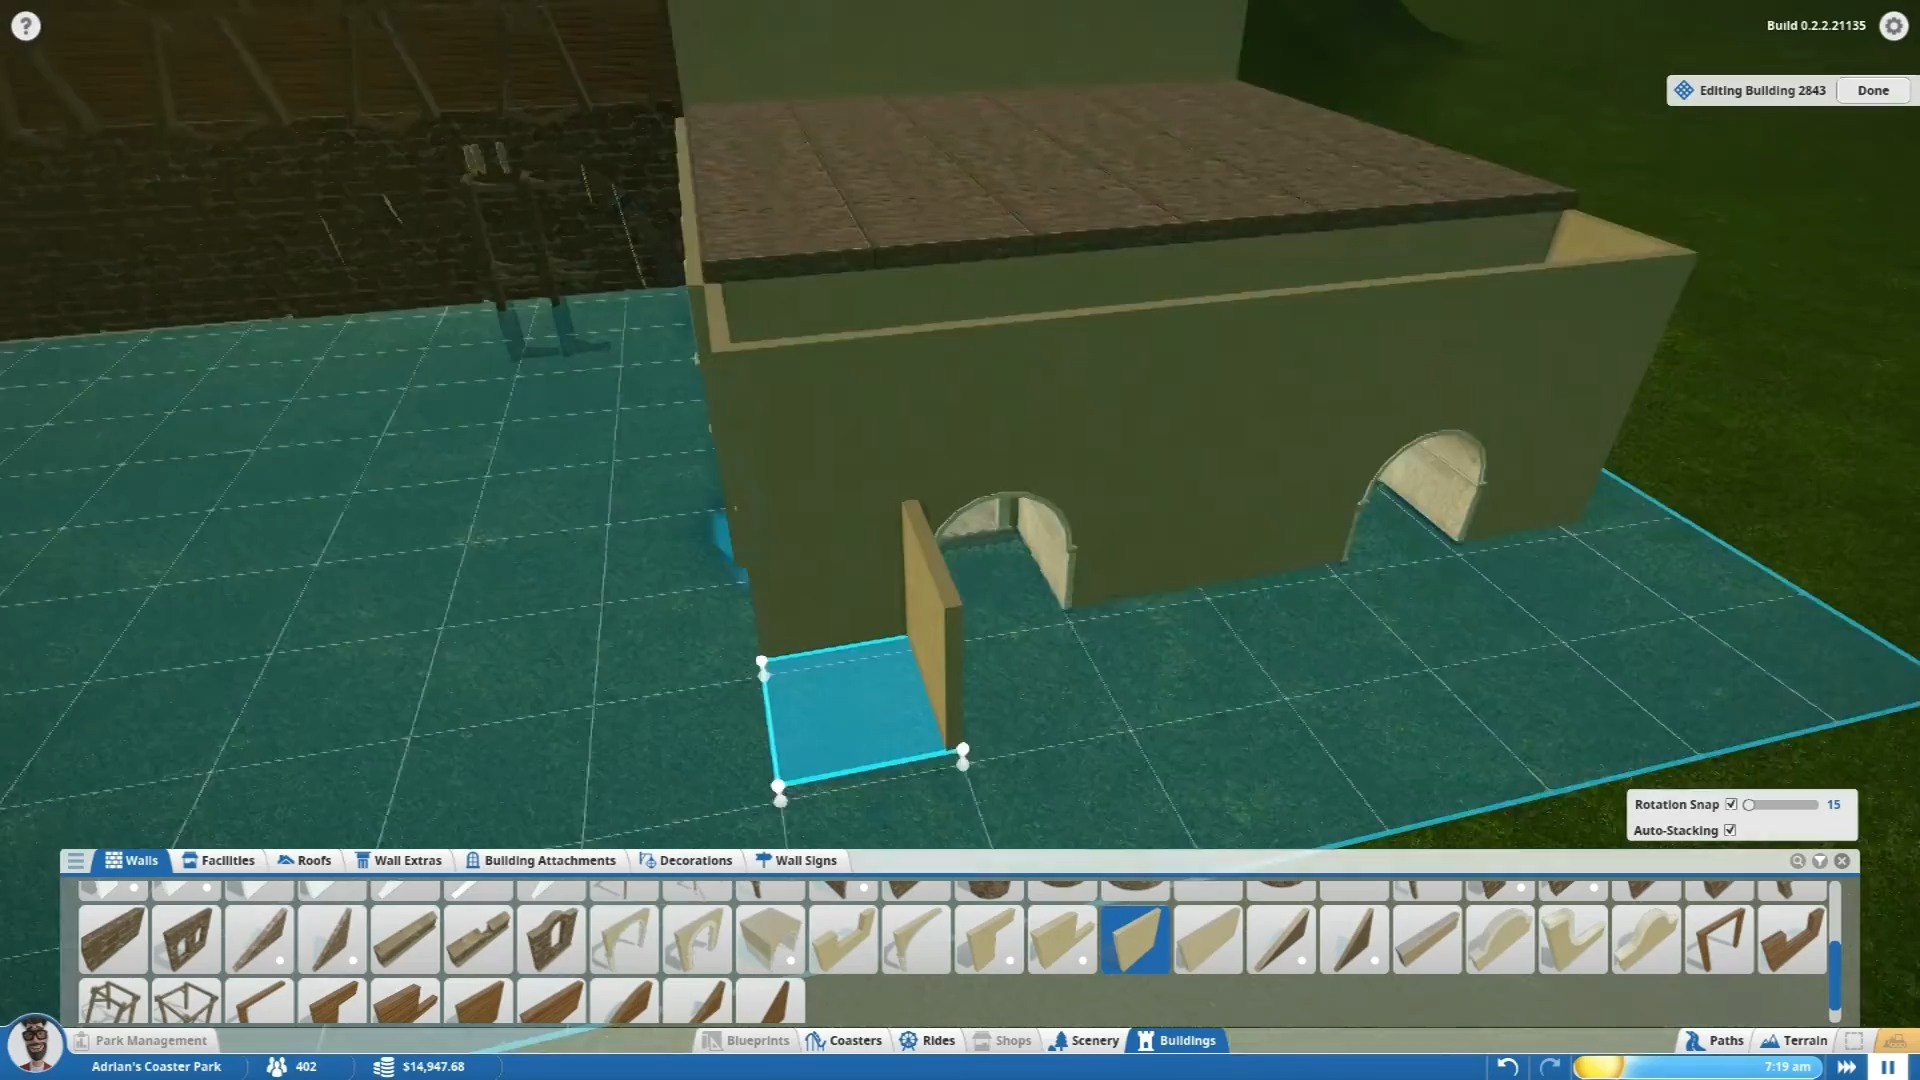 ?
Build 0.2.2.21135
Editing Building 2843 Done
Rotation Snap 15
Auto-Stacking
Walls Facilities Roofs Wall Extras Building Attachments Decorations Wall Signs
Park Management Blueprints Coasters Rides Shops Scenery Buildings Paths Terrain
Adrian's Coaster Park 402 $14,947.68 7:19 am